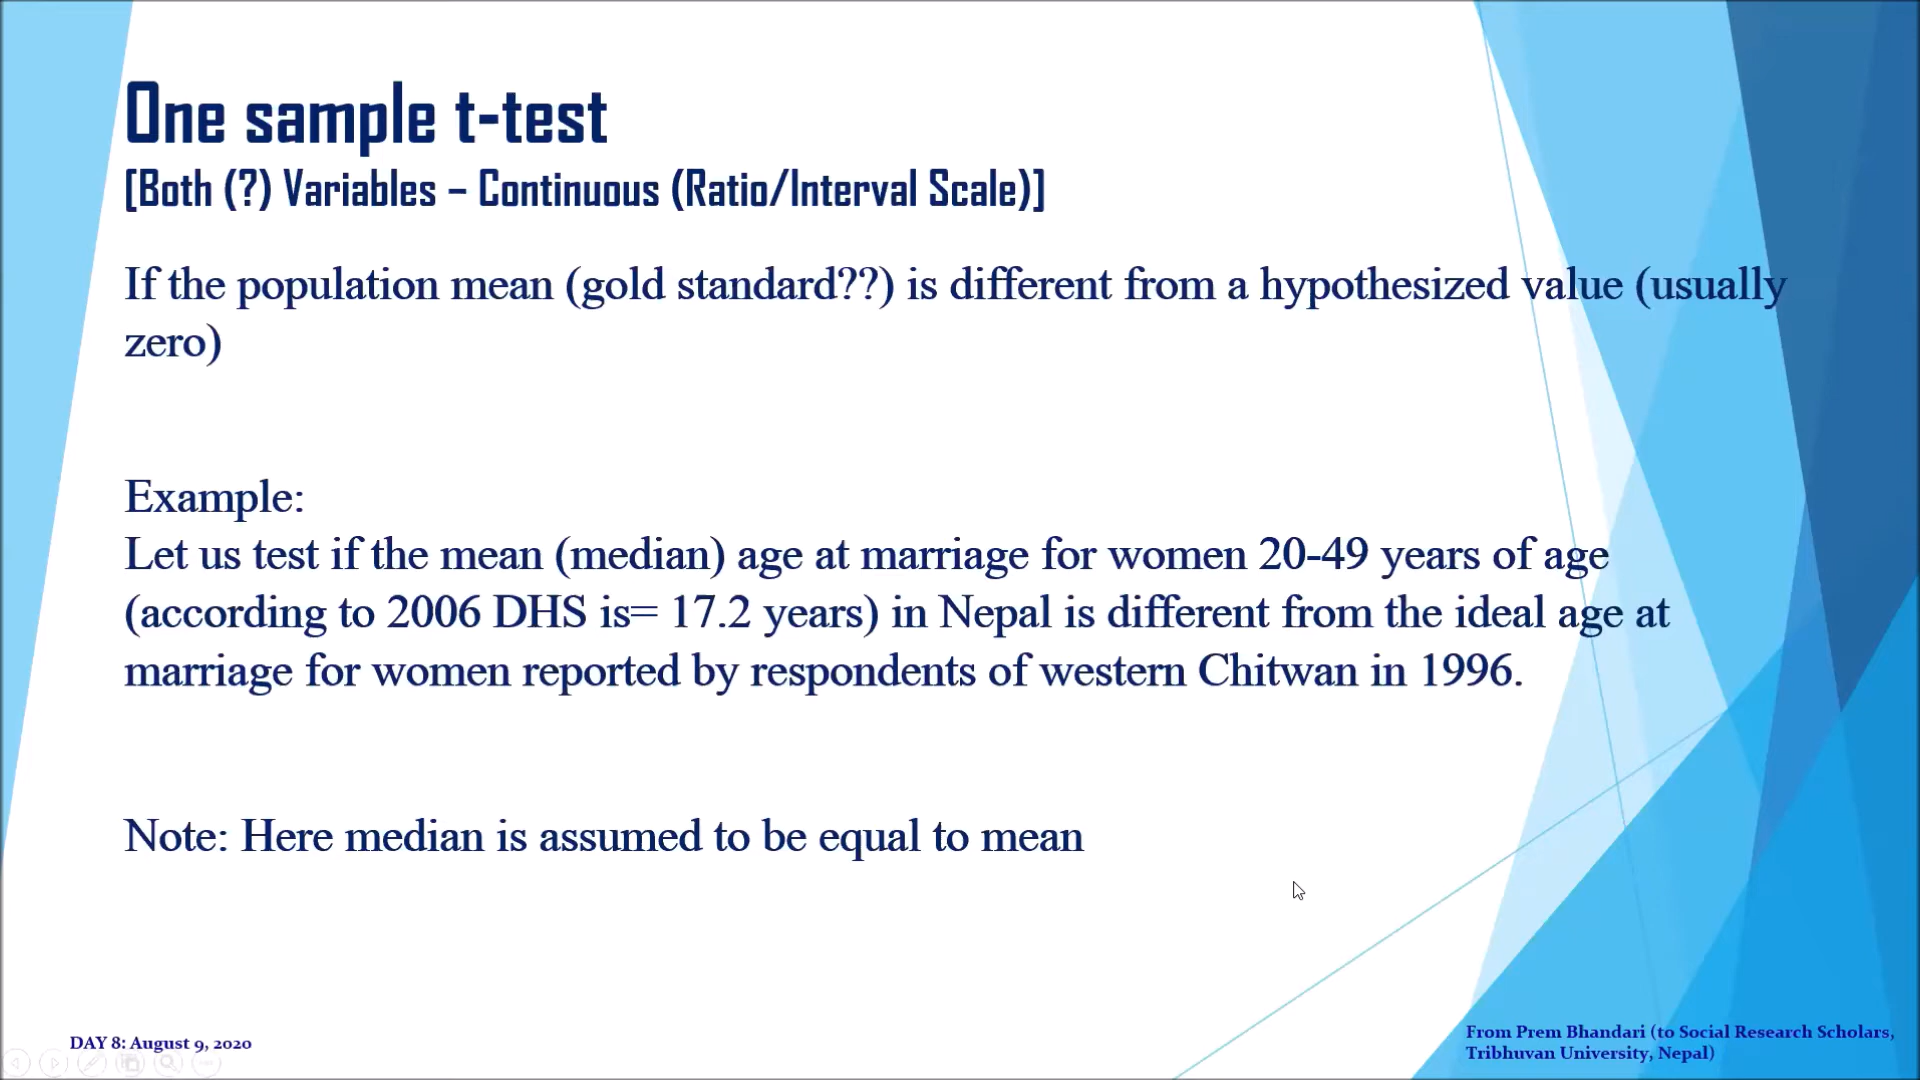 One sample t-test
[Both (?) Variables – Continuous (Ratio/Interval Scale)]
If the population mean (gold standard??) is different from a hypothesized value (usually
zero)
Example:
Let us test if the mean (median) age at marriage for women 20-49 years of age
(according to 2006 DHS is= 17.2 years) in Nepal is different from the ideal age at
marriage for women reported by respondents of western Chitwan in 1996.
Note: Here median is assumed to be equal to mean
DAY 8: August 9, 2020
From Prem Bhandari (to Social Research Scholars,
Tribhuvan University, Nepal)